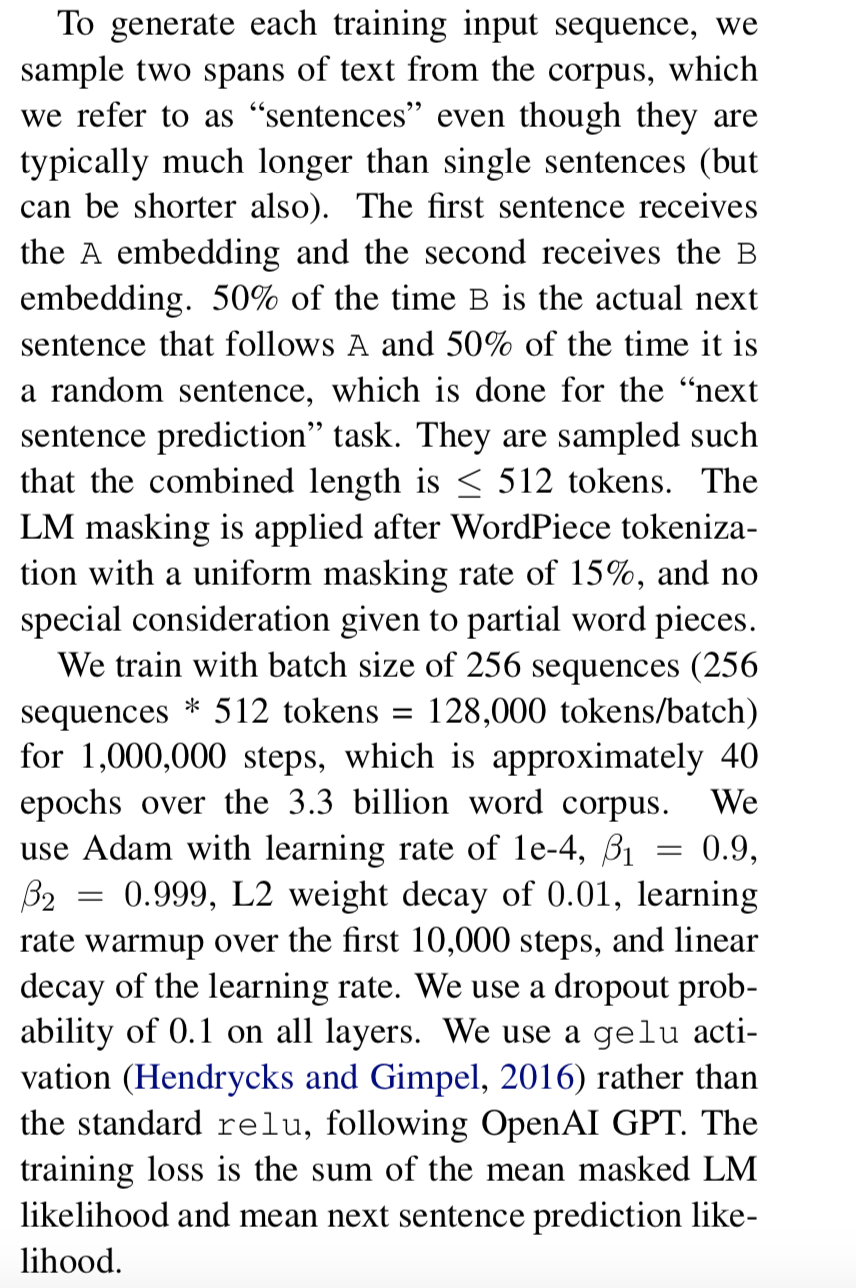 To generate each training input sequence, we
sample two spans of text from the corpus, which
we refer to as “sentences” even though they are
typically much longer than single sentences (but
can be shorter also). The first sentence receives
the A embedding and the second receives the B
embedding. 50% of the time B is the actual next
sentence that follows A and 50% of the time it is
a random sentence, which is done for the “next
sentence prediction” task. They are sampled such
that the combined length is ≤ 512 tokens. The
LM masking is applied after WordPiece tokeniza-
tion with a uniform masking rate of 15%, and no
special consideration given to partial word pieces.
We train with batch size of 256 sequences (256
sequences * 512 tokens = 128,000 tokens/batch)
for 1,000,000 steps, which is approximately 40
epochs over the 3.3 billion word corpus. We
use Adam with learning rate of 1e-4, β₁ = 0.9,
β₂ = 0.999, L2 weight decay of 0.01, learning
rate warmup over the first 10,000 steps, and linear
decay of the learning rate. We use a dropout prob-
ability of 0.1 on all layers. We use a gelu acti-
vation (Hendrycks and Gimpel, 2016) rather than
the standard relu, following OpenAI GPT. The
training loss is the sum of the mean masked LM
likelihood and mean next sentence prediction like-
lihood.